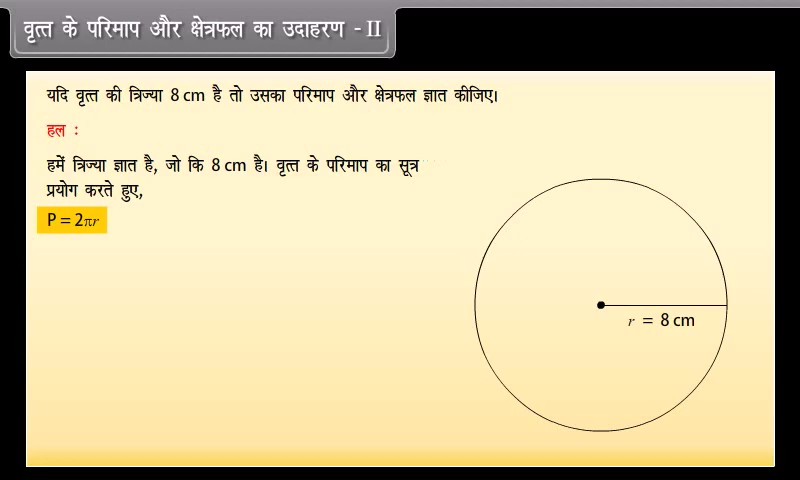 वृत्त के परिमाप और क्षेत्रफल का उदाहरण - II
यदि वृत्त की त्रिज्या 8 cm है तो उसका परिमाप और क्षेत्रफल ज्ञात कीजिए।
हल :
हमें त्रिज्या ज्ञात है, जो कि 8 cm है। वृत्त के परिमाप का सूत्र
प्रयोग करते हुए,
P = 2πr
r = 8 cm